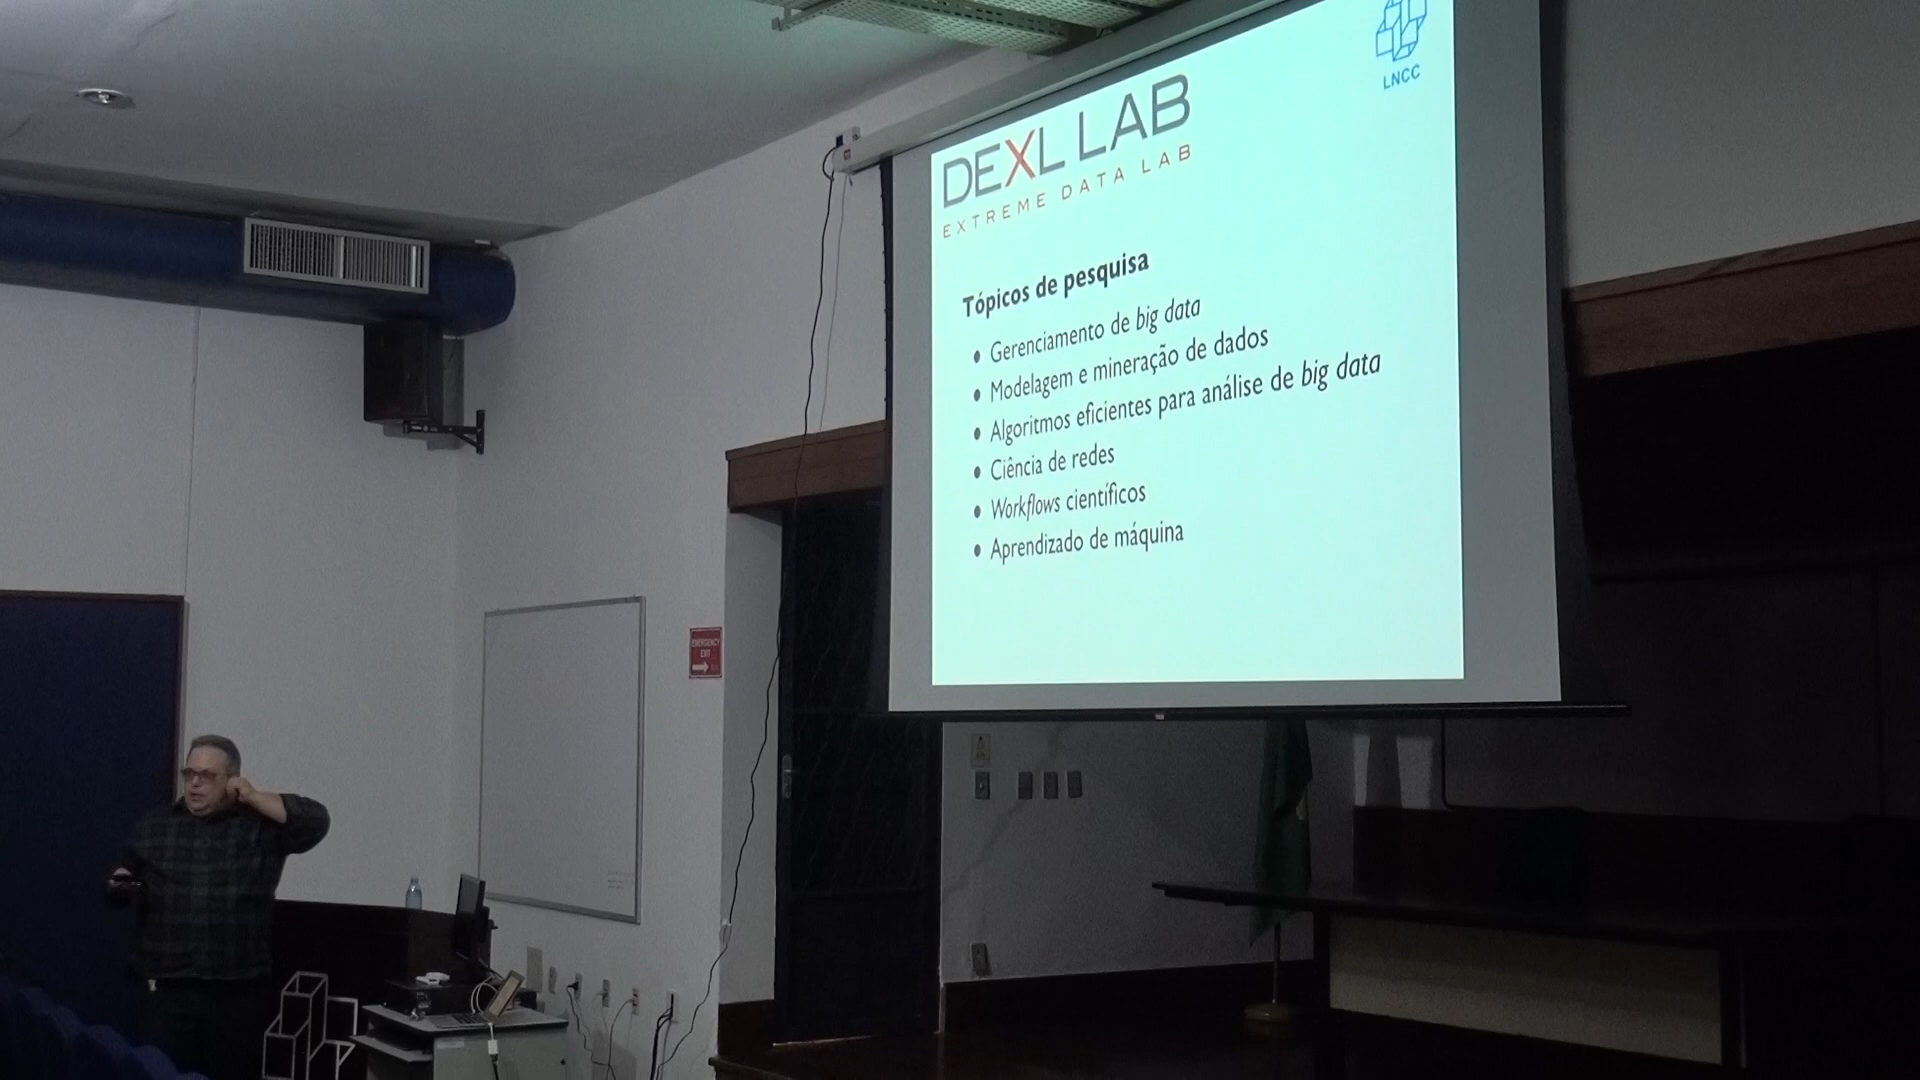 LNCC
DEXL LAB
EXTREME DATA LAB
Tópicos de pesquisa
• Gerenciamento de big data
• Modelagem e mineração de dados
• Algoritmos eficientes para análise de big data
• Ciência de redes
• Workflows científicos
• Aprendizado de máquina
EMERGENCY
EXIT